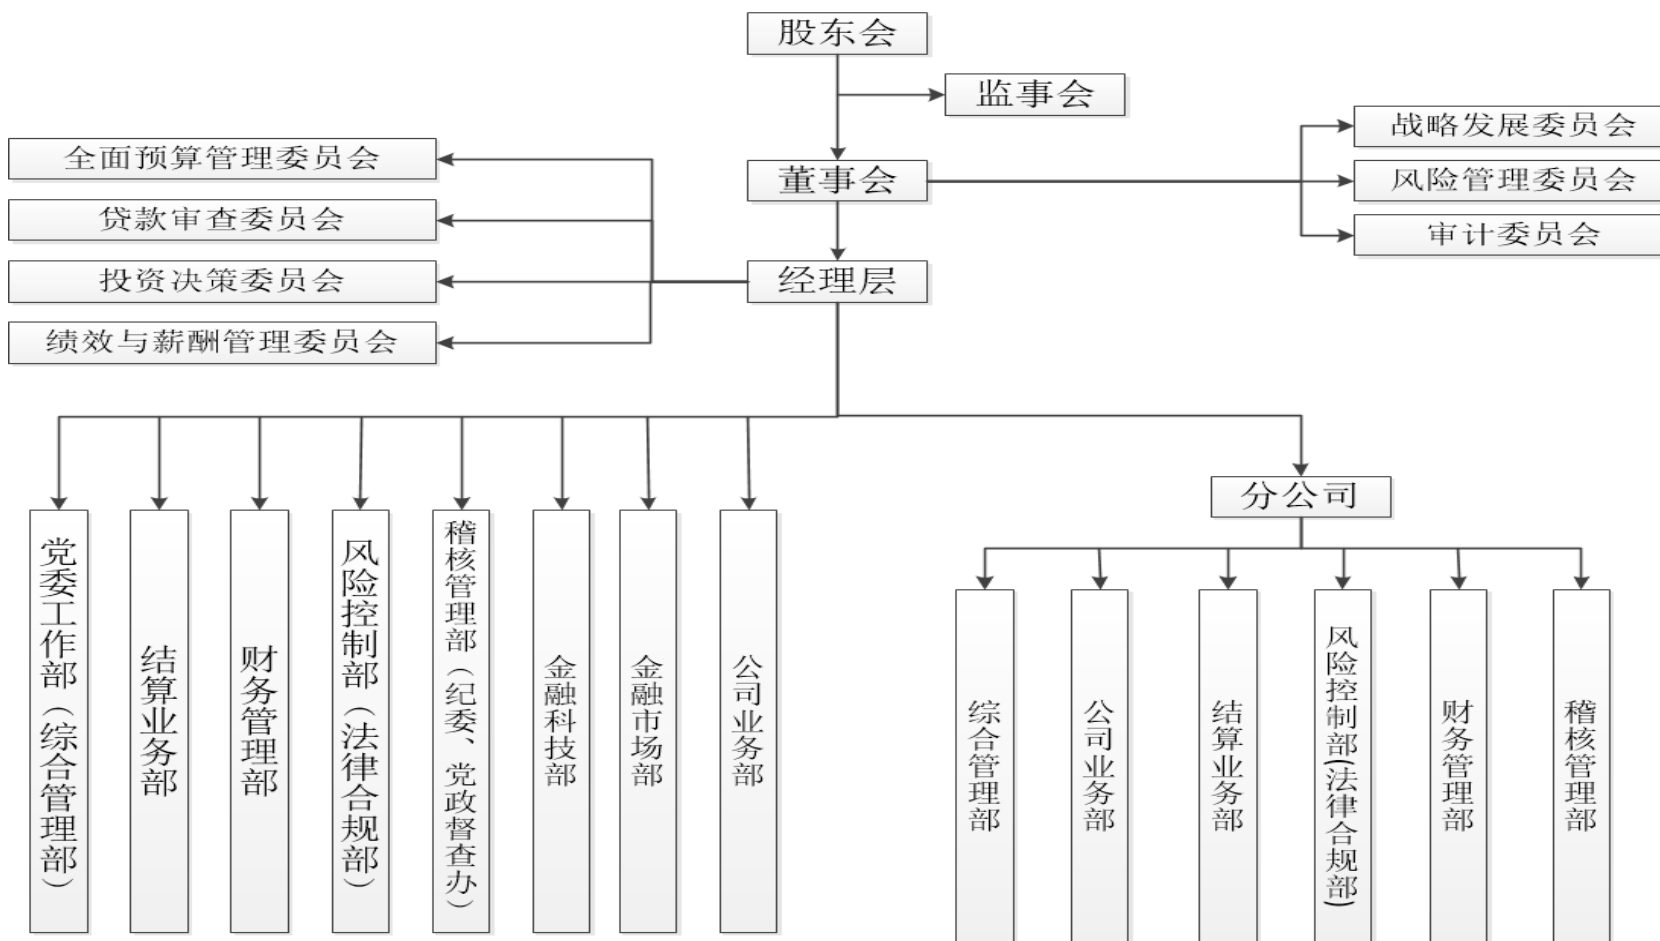 股东会
监事会
战略发展委员会
全面预算管理委员会
董事会
风险管理委员会
贷款审查委员会
审计委员会
投资决策委员会
经理层
绩效与薪酬管理委员会
分公司
党委工作部（综合管理部）
结算业务部
财务管理部
风险控制部（法律合规部）
稽核管理部（纪委、党政督查办）
金融科技部
金融市场部
公司业务部
综合管理部
公司业务部
结算业务部
风险控制部(法律合规部)
财务管理部
稽核管理部